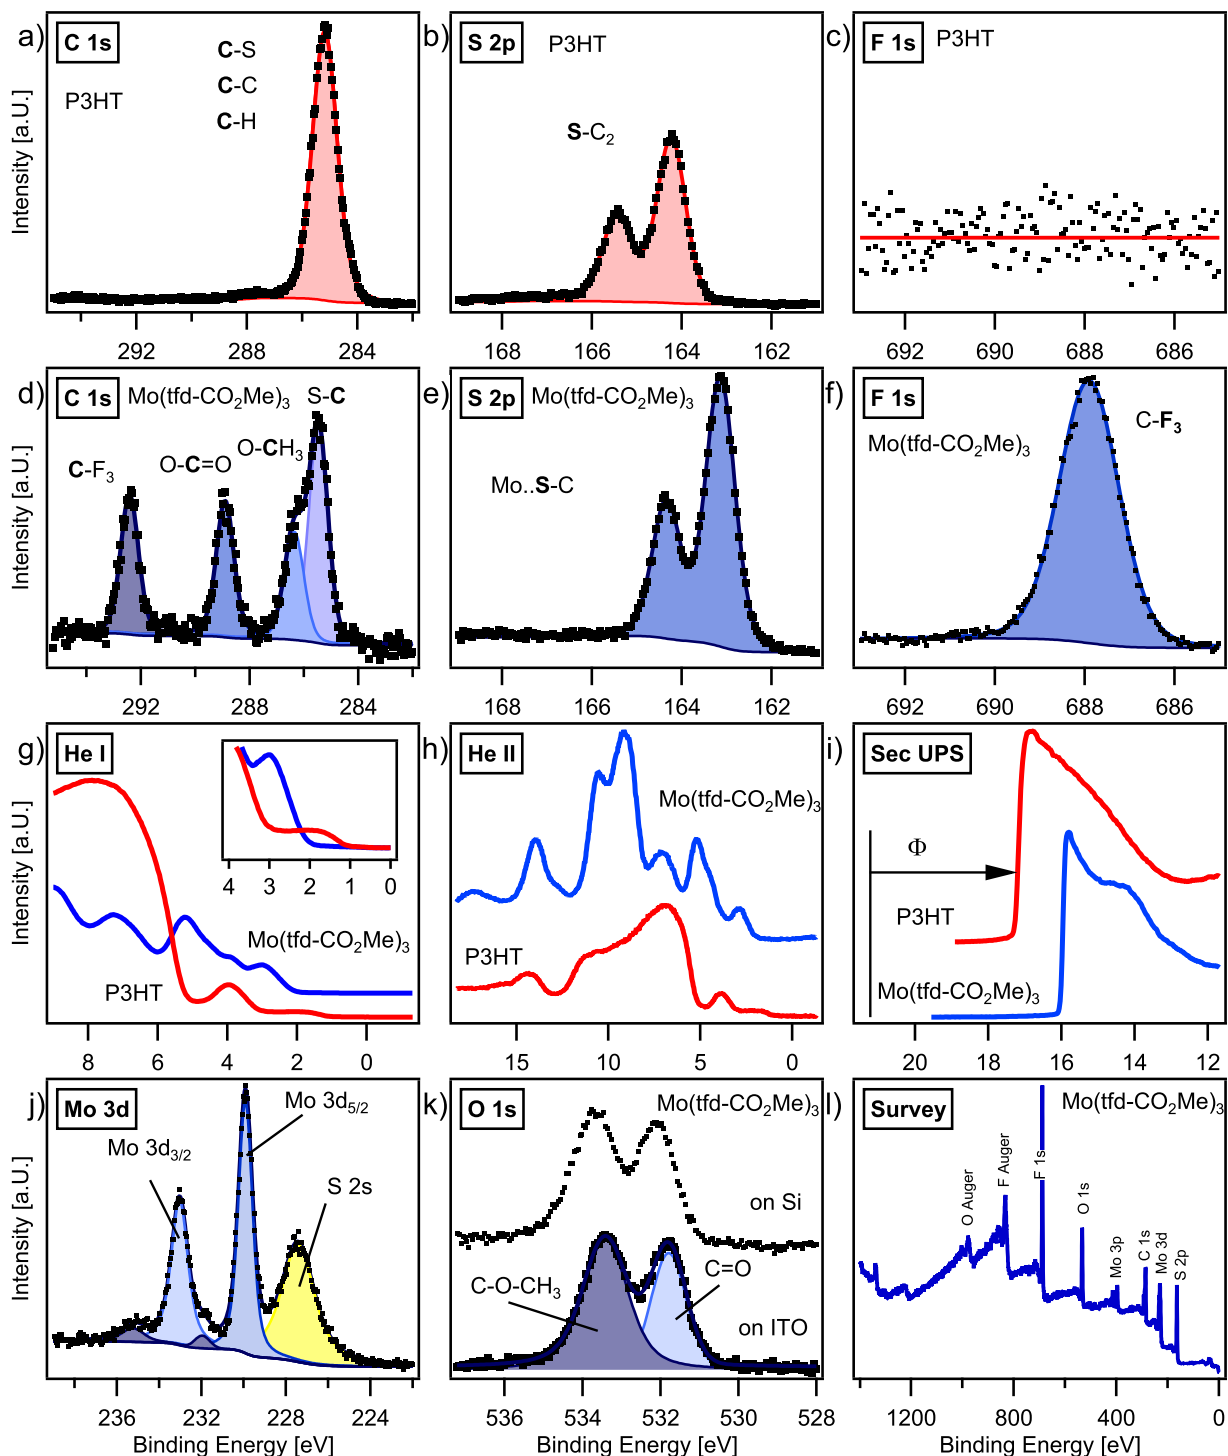 a) C 1s
C-S
C-C
C-H
P3HT
Intensity [a.U.]
292 288 284
b) S 2p P3HT
S-C2
168 166 164 162
c) F 1s P3HT
692 690 688 686
d) C 1s Mo(tfd-CO2Me)3 S-C
O-CH3
C-F3 O-C=O
Intensity [a.U.]
292 288 284
e) S 2p Mo(tfd-CO2Me)3
Mo..S-C
168 166 164 162
f) F 1s
C-F3
Mo(tfd-CO2Me)3
692 690 688 686
g) He I
4 3 2 1 0
Mo(tfd-CO2Me)3
P3HT
Intensity [a.U.]
8 6 4 2 0
h) He II
Mo(tfd-CO2Me)3
P3HT
15 10 5 0
i) Sec UPS
Φ
P3HT
Mo(tfd-CO2Me)3
20 18 16 14 12
j) Mo 3d Mo 3d5/2
Mo 3d3/2
S 2s
Intensity [a.U.]
236 232 228 224
Binding Energy [eV]
k) O 1s Mo(tfd-CO2Me)3
on Si
C=O
C-O-CH3
on ITO
536 534 532 530 528
Binding Energy [eV]
l) Survey Mo(tfd-CO2Me)3
O Auger
F Auger
F 1s
O 1s
Mo 3p
C 1s
Mo 3d
S 2p
1200 800 400 0
Binding Energy [eV]